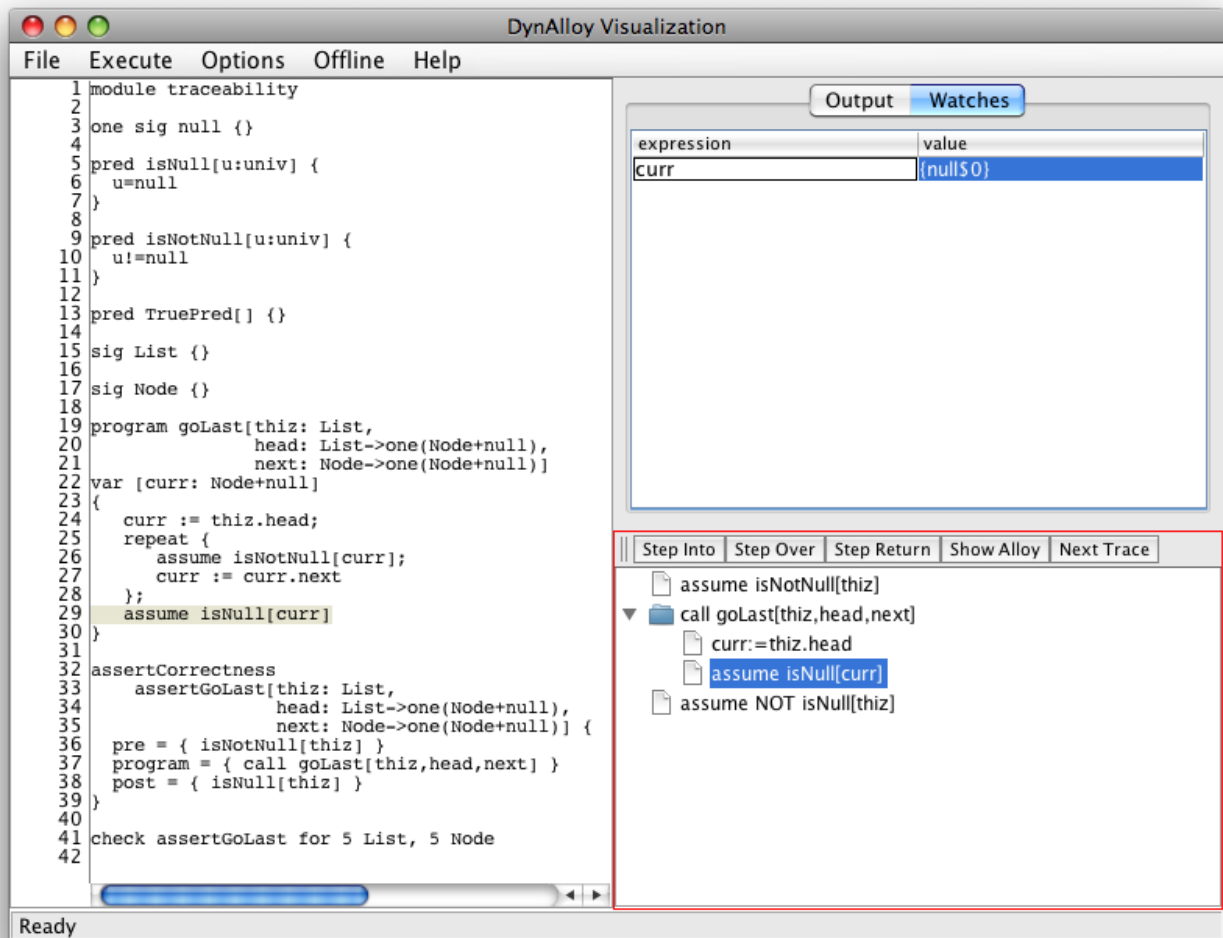 DynAlloy Visualization
File Execute Options Offline Help
1 module traceability
2
3 one sig null {}
4
5 pred isNull[u:univ] {
6   u=null
7 }
8
9 pred isNotNull[u:univ] {
10   u!=null
11 }
12
13 pred TruePred[] {}
14
15 sig List {}
16
17 sig Node {}
18
19 program goLast[thiz: List,
20                head: List->one(Node+null),
21                next: Node->one(Node+null)]
22 var [curr: Node+null]
23 {
24    curr := thiz.head;
25    repeat {
26       assume isNotNull[curr];
27       curr := curr.next
28    };
29    assume isNull[curr]
30 }
31
32 assertCorrectness
33     assertGoLast[thiz: List,
34                  head: List->one(Node+null),
35                  next: Node->one(Node+null)] {
36   pre = { isNotNull[thiz] }
37   program = { call goLast[thiz,head,next] }
38   post = { isNull[thiz] }
39 }
40
41 check assertGoLast for 5 List, 5 Node
42
Output Watches
expression value
curr {null$0}
Step Into Step Over Step Return Show Alloy Next Trace
assume isNotNull[thiz]
call goLast[thiz,head,next]
curr:=thiz.head
assume isNull[curr]
assume NOT isNull[thiz]
Ready